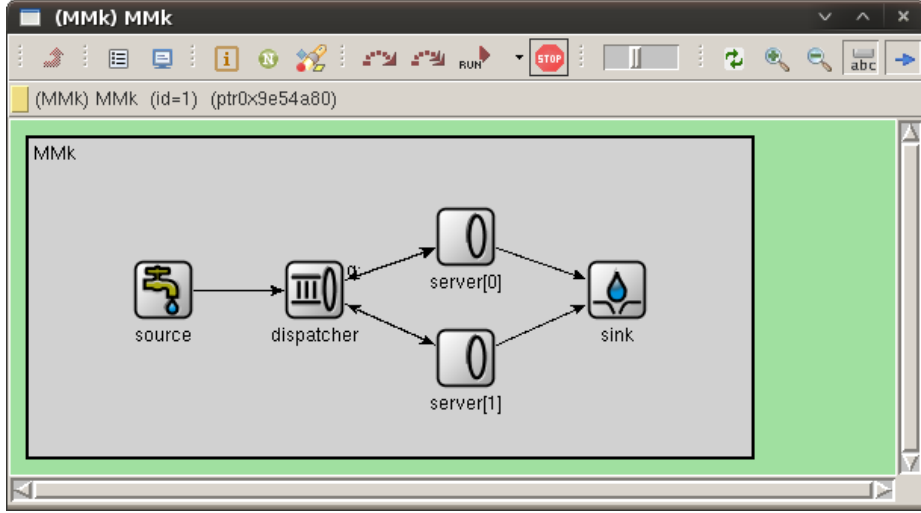 (MMk) MMk
RUN
STOP
abc
(MMk) MMk (id=1) (ptr0x9e54a80)
MMk
q:
source
dispatcher
server[0]
server[1]
sink